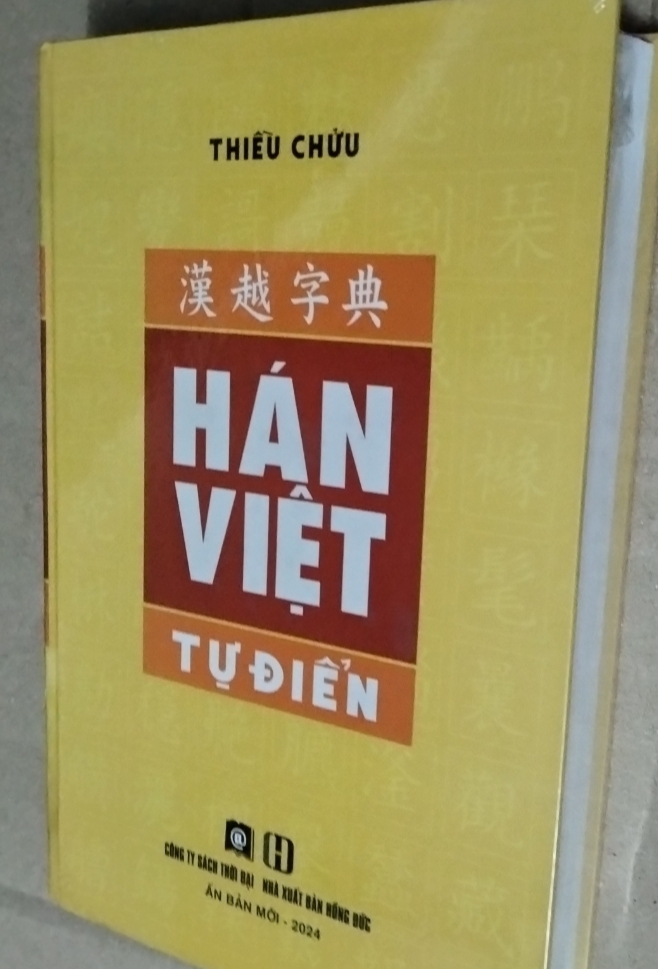 THIỀU CHỬU
漢越字典
HÁN
VIỆT
TỰ ĐIỂN
CÔNG TY SÁCH THỜI ĐẠI NHÀ XUẤT BẢN HỒNG ĐỨC
ẤN BẢN MỚI - 2024